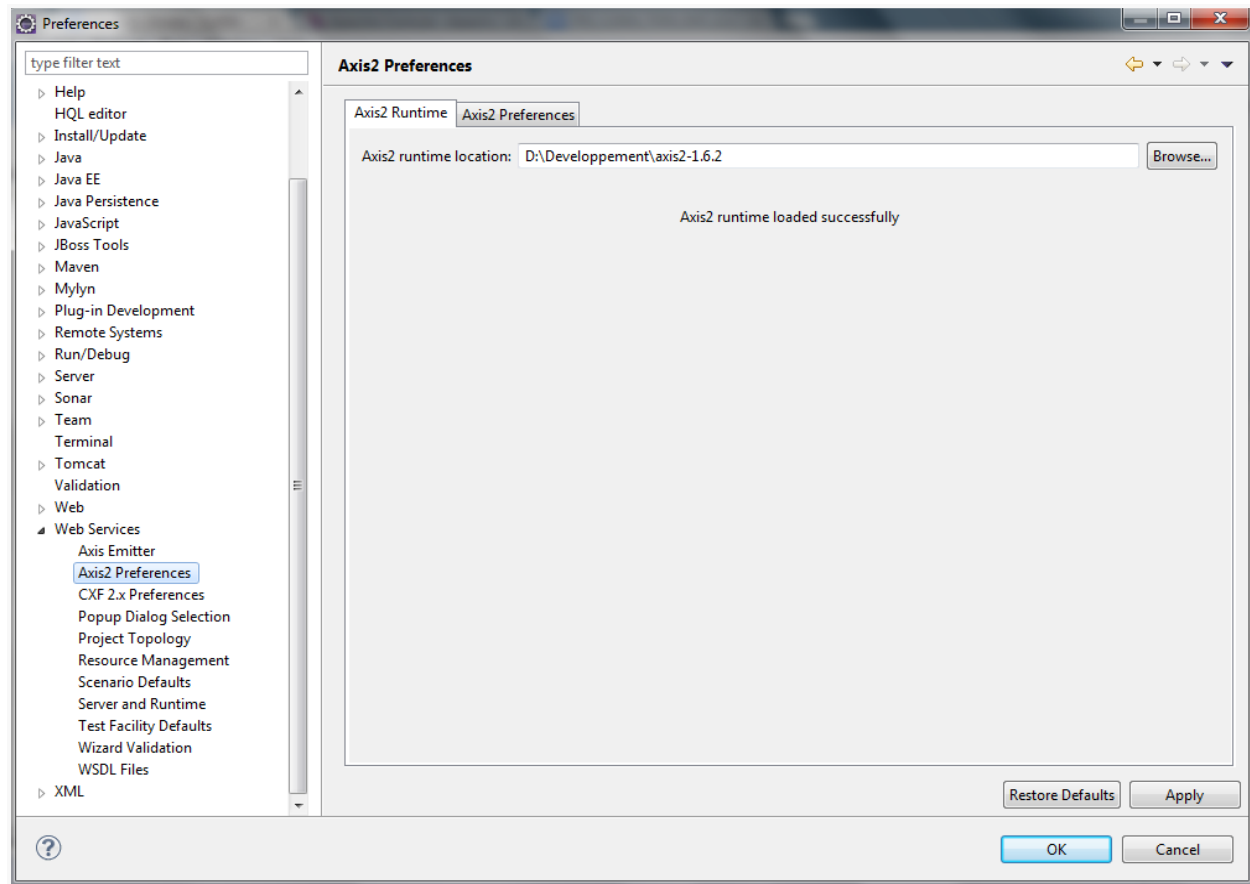 Preferences
type filter text
Help
HQL editor
Install/Update
Java
Java EE
Java Persistence
JavaScript
JBoss Tools
Maven
Mylyn
Plug-in Development
Remote Systems
Run/Debug
Server
Sonar
Team
Terminal
Tomcat
Validation
Web
Web Services
Axis Emitter
Axis2 Preferences
CXF 2.x Preferences
Popup Dialog Selection
Project Topology
Resource Management
Scenario Defaults
Server and Runtime
Test Facility Defaults
Wizard Validation
WSDL Files
XML
Axis2 Preferences
Axis2 Runtime Axis2 Preferences
Axis2 runtime location: D:\Developpement\axis2-1.6.2 Browse...
Axis2 runtime loaded successfully
Restore Defaults Apply
OK Cancel